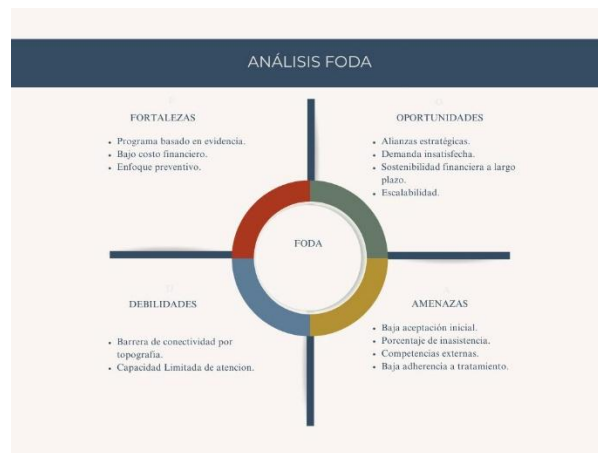 ANÁLISIS FODA
FORTALEZAS
• Programa basado en evidencia.
• Bajo costo financiero.
• Enfoque preventivo.
OPORTUNIDADES
• Alianzas estratégicas.
• Demanda insatisfecha.
• Sostenibilidad financiera a largo
plazo.
• Escalabilidad.
FODA
DEBILIDADES
• Barrera de conectividad por
topografía.
• Capacidad Limitada de atencion.
AMENAZAS
• Baja aceptación inicial.
• Porcentaje de inasistencia.
• Competencias externas.
• Baja adherencia a tratamiento.